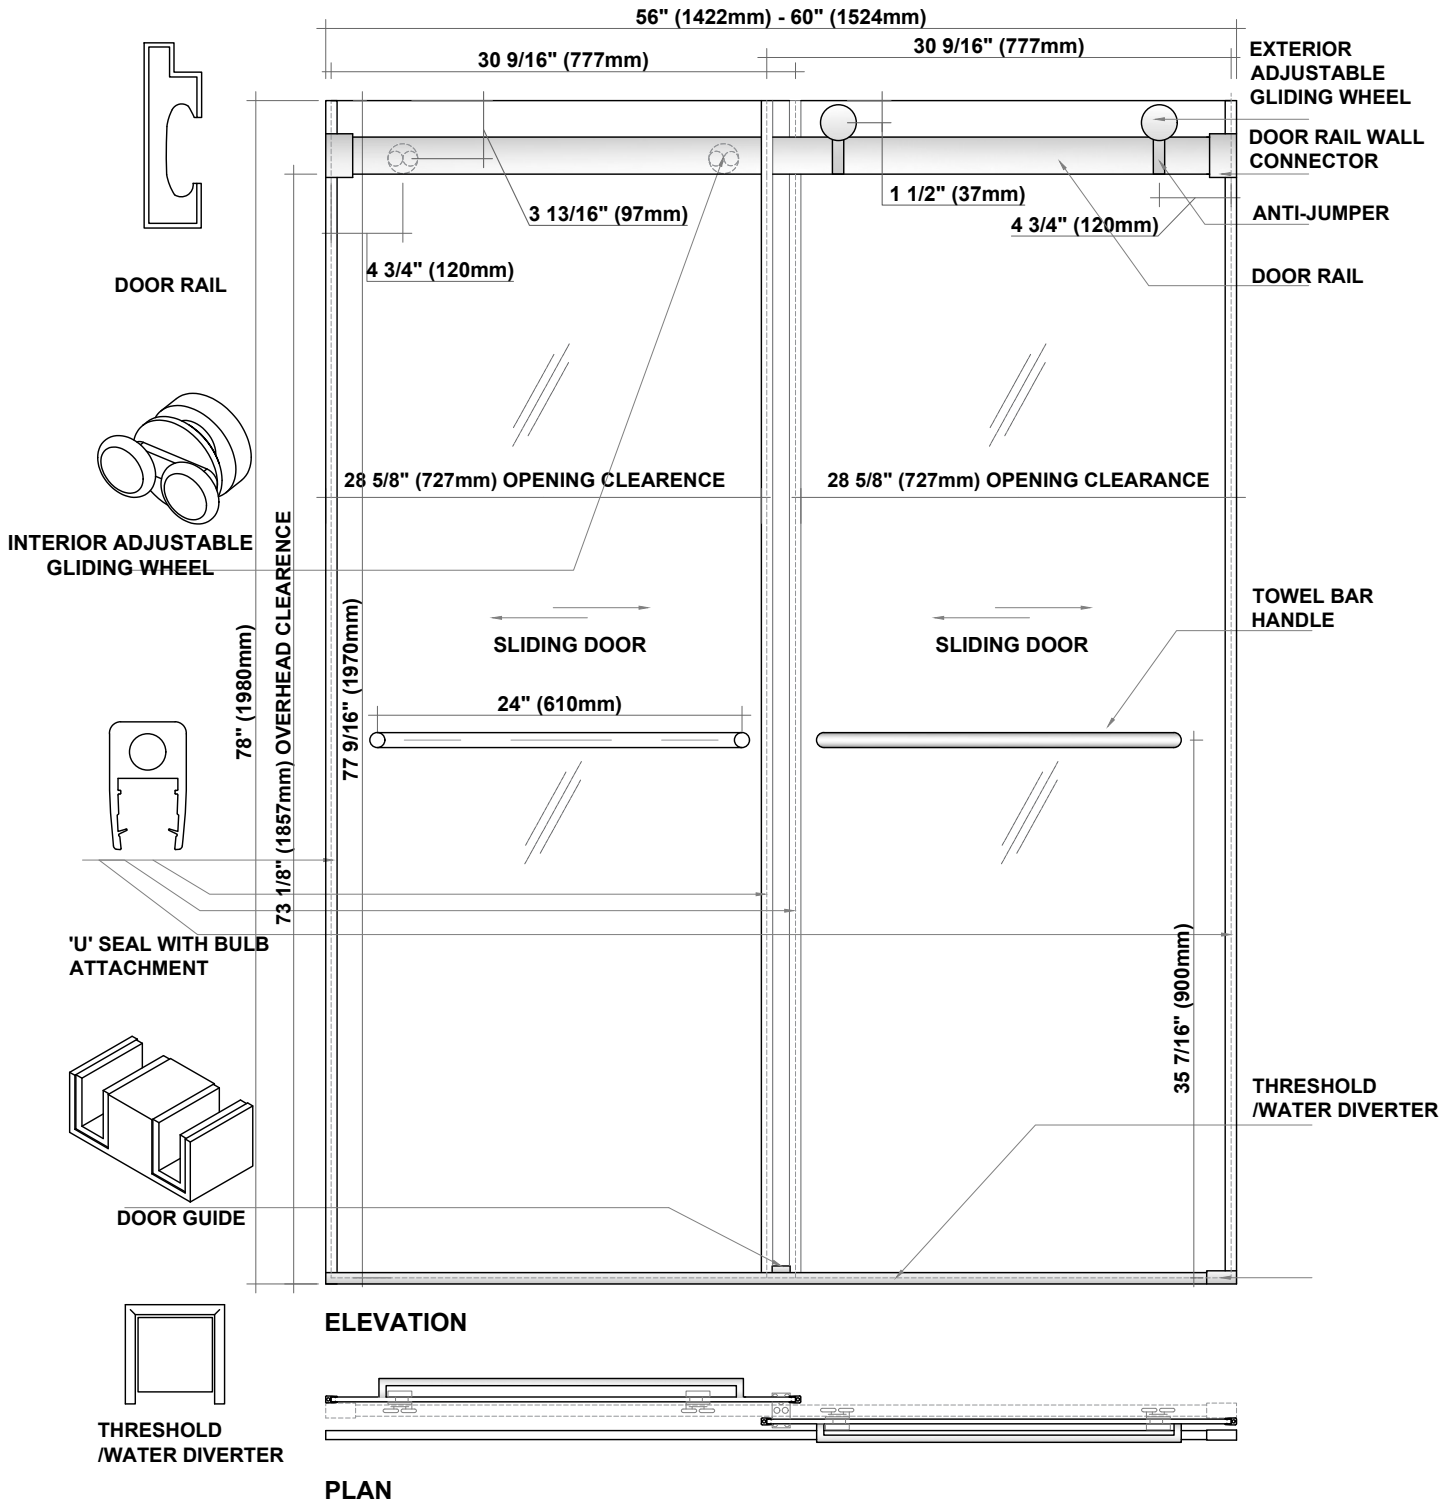 56" (1422mm) - 60" (1524mm)
30 9/16" (777mm)
30 9/16" (777mm)
EXTERIOR
ADJUSTABLE
GLIDING WHEEL
DOOR RAIL WALL
CONNECTOR
1 1/2" (37mm)
3 13/16" (97mm)
4 3/4" (120mm)
ANTI-JUMPER
4 3/4" (120mm)
DOOR RAIL
DOOR RAIL
28 5/8" (727mm) OPENING CLEARENCE
28 5/8" (727mm) OPENING CLEARANCE
INTERIOR ADJUSTABLE
GLIDING WHEEL
78" (1980mm)
73 1/8" (1857mm) OVERHEAD CLEARENCE
77 9/16" (1970mm)
SLIDING DOOR
SLIDING DOOR
TOWEL BAR
HANDLE
24" (610mm)
'U' SEAL WITH BULB
ATTACHMENT
35 7/16" (900mm)
THRESHOLD
/WATER DIVERTER
DOOR GUIDE
ELEVATION
THRESHOLD
/WATER DIVERTER
PLAN